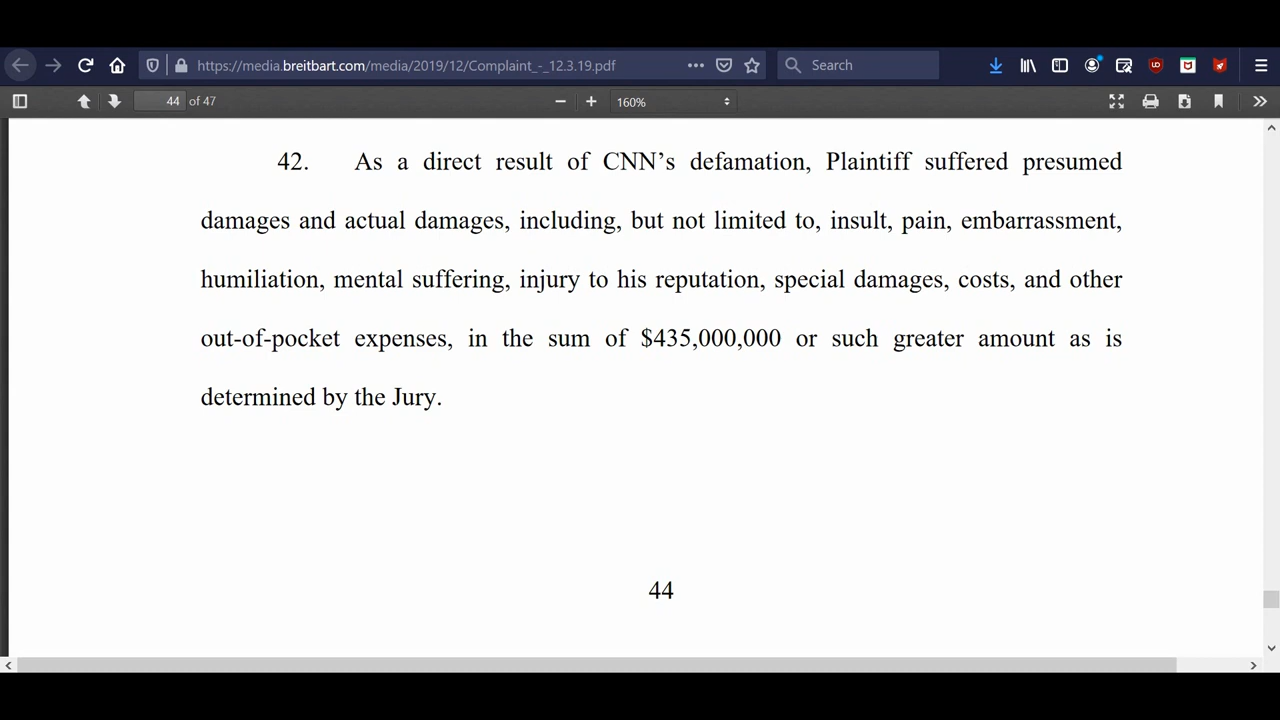 https://media.breitbart.com/media/2019/12/Complaint_-_12.3.19.pdf
Search
44 of 47
160%
42. As a direct result of CNN’s defamation, Plaintiff suffered presumed
damages and actual damages, including, but not limited to, insult, pain, embarrassment,
humiliation, mental suffering, injury to his reputation, special damages, costs, and other
out-of-pocket expenses, in the sum of $435,000,000 or such greater amount as is
determined by the Jury.
44